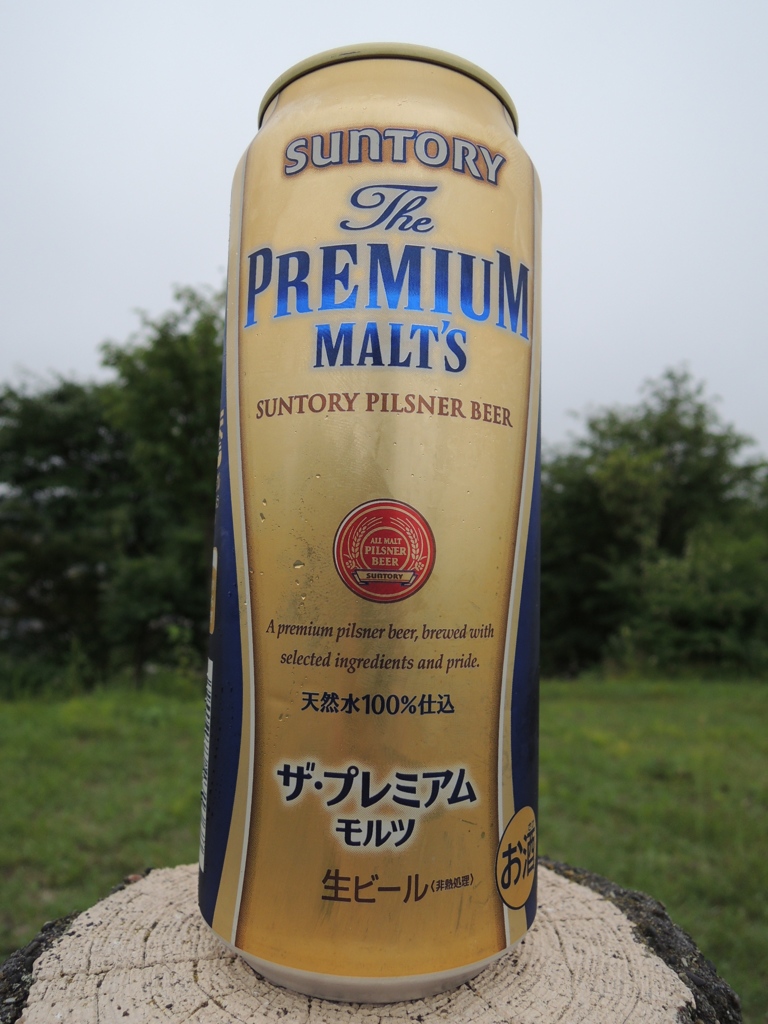 SUNTORY
The
PREMIUM
MALT'S
SUNTORY PILSNER BEER
ALL MALT
PILSNER
BEER
SUNTORY
A premium pilsner beer, brewed with
selected ingredients and pride.
天然水100%仕込
ザ・プレミアム
モルツ
生ビール(非熱処理)
お酒